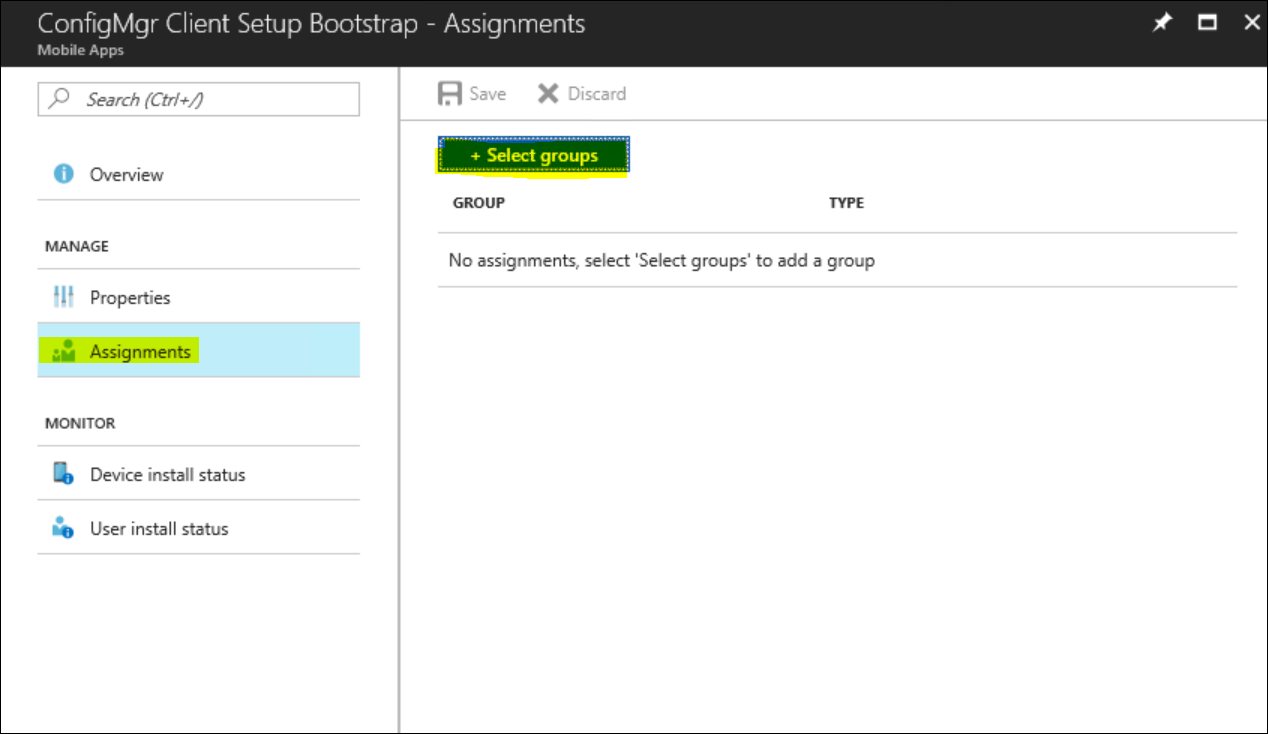 ConfigMgr Client Setup Bootstrap - Assignments
Mobile Apps
Search (Ctrl+/)
Save
Discard
Overview
+ Select groups
GROUP
TYPE
MANAGE
No assignments, select 'Select groups' to add a group
Properties
Assignments
MONITOR
Device install status
User install status